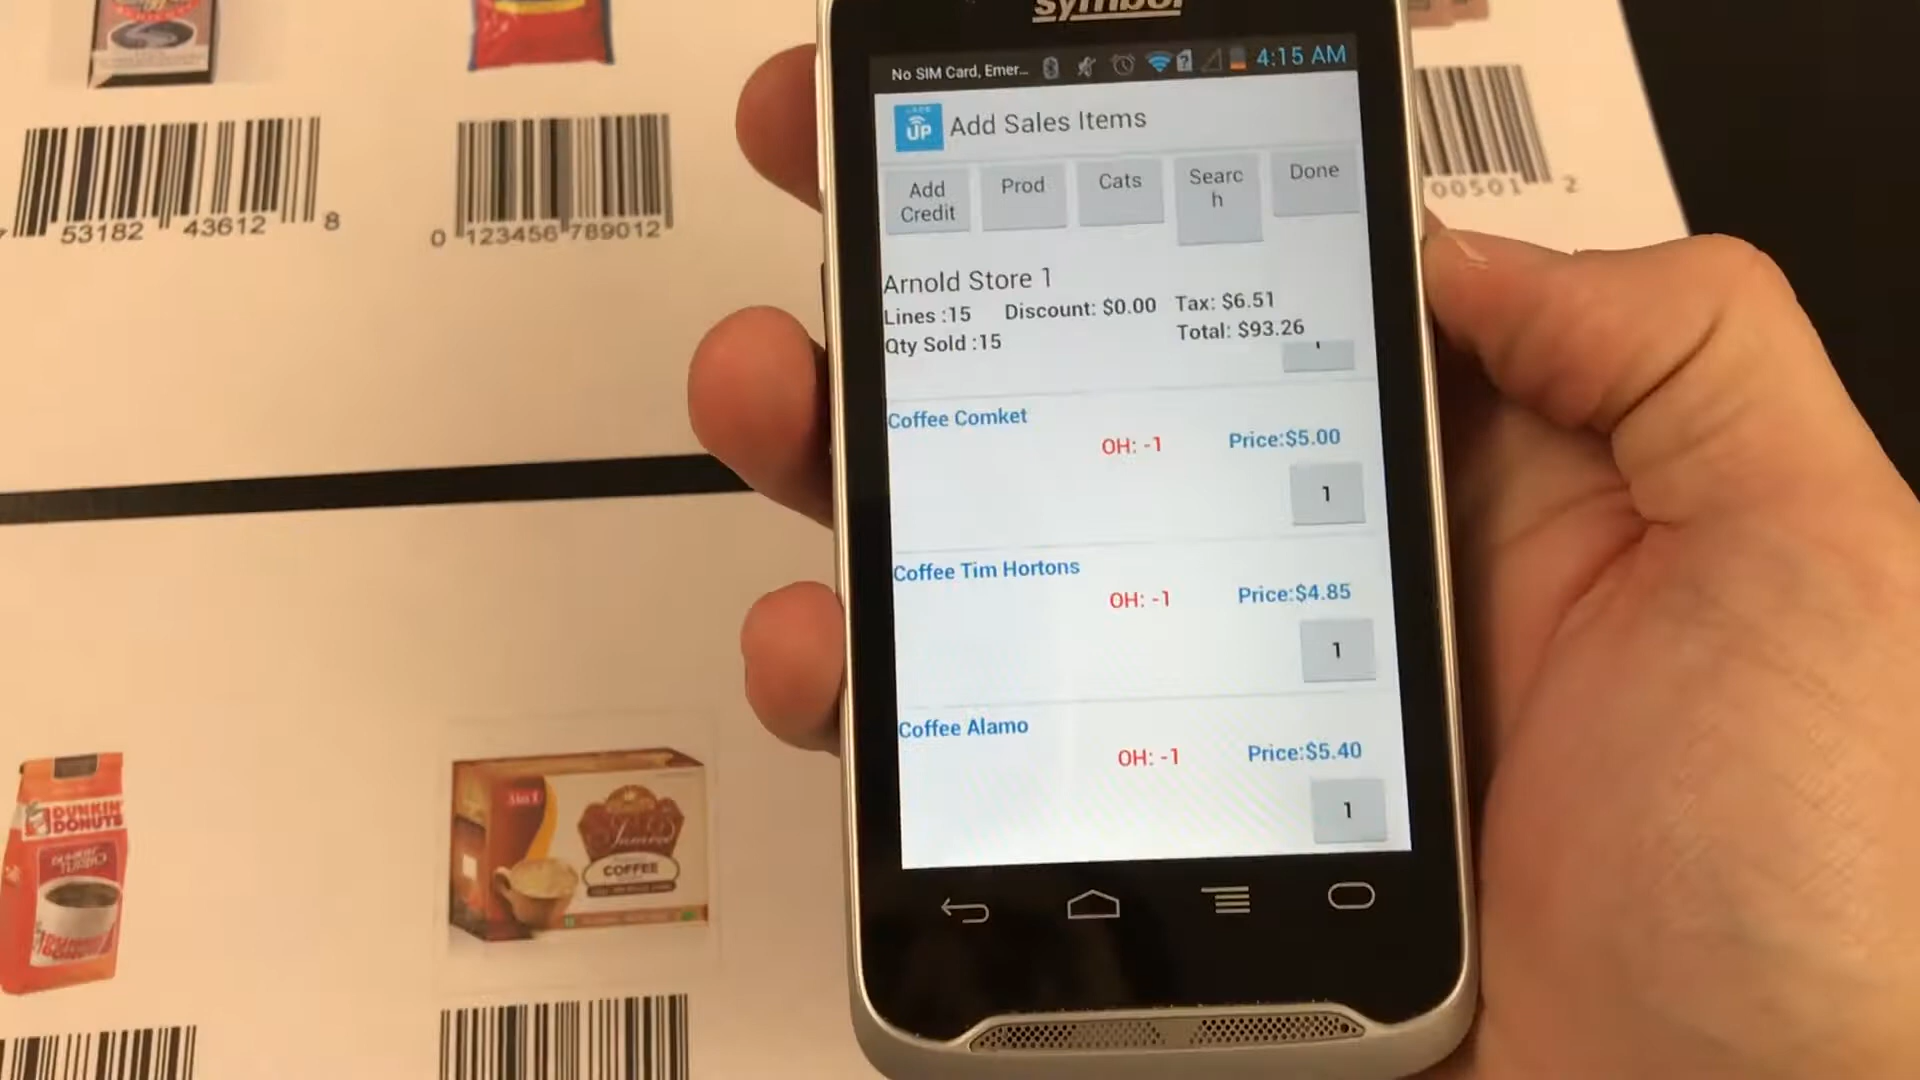 symbol
No SIM Card, Emer... 4:15 AM
UP Add Sales Items
Add Credit
Prod
Cats
Searc
h
Done
Arnold Store 1
Lines :15 Discount: $0.00 Tax: $6.51
Qty Sold :15 Total: $93.26
Coffee Comket
OH: -1 Price:$5.00
1
Coffee Tim Hortons
OH: -1 Price:$4.85
1
Coffee Alamo
OH: -1 Price:$5.40
1
53182 43612 8
0 123456 789012
00501 2
DUNKIN'
DONUTS
3in1
COFFEE